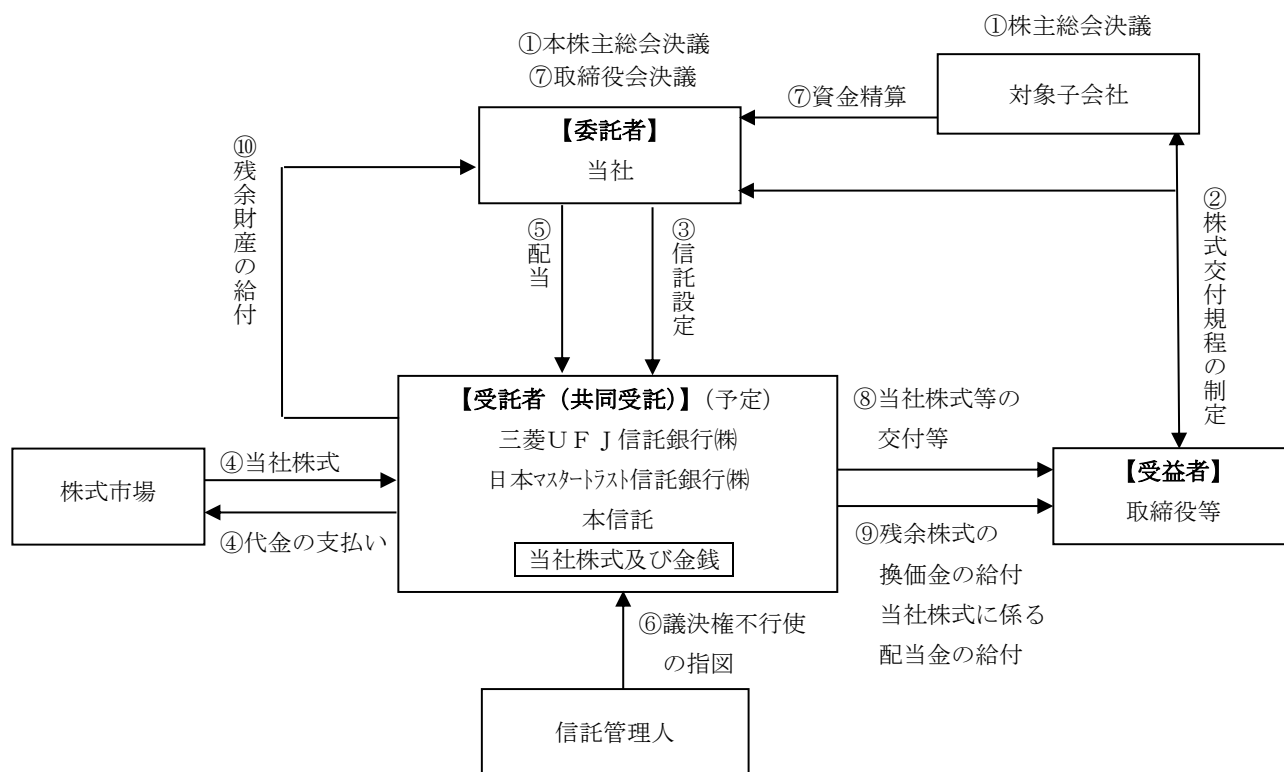 ①本株主総会決議
⑦取締役会決議
①株主総会決議
【委託者】
当社
⑦資金精算
対象子会社
⑩残余財産の給付
⑤配当
③信託設定
②株式交付規程の制定
【受託者（共同受託）】（予定）
三菱ＵＦＪ信託銀行㈱
日本ﾏｽﾀｰﾄﾗｽﾄ信託銀行㈱
本信託
当社株式及び金銭
株式市場
④当社株式
④代金の支払い
⑧当社株式等の
交付等
【受益者】
取締役等
⑨残余株式の
換価金の給付
当社株式に係る
配当金の給付
⑥議決権不行使
の指図
信託管理人